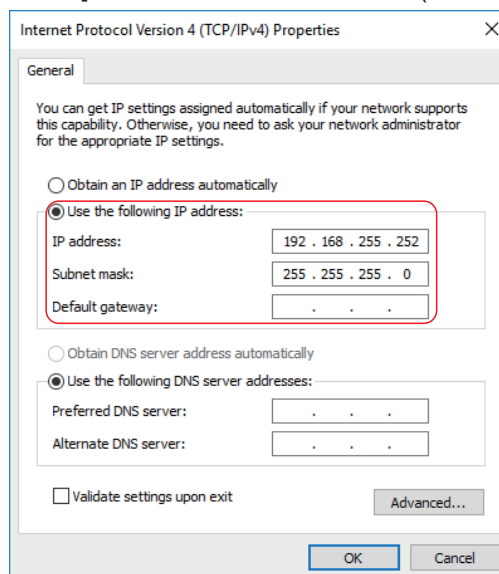 Internet Protocol Version 4 (TCP/IPv4) Properties
General
You can get IP settings assigned automatically if your network supports
this capability. Otherwise, you need to ask your network administrator
for the appropriate IP settings.
Obtain an IP address automatically
Use the following IP address:
IP address: 192 . 168 . 255 . 252
Subnet mask: 255 . 255 . 255 . 0
Default gateway: . . .
Obtain DNS server address automatically
Use the following DNS server addresses:
Preferred DNS server: . . .
Alternate DNS server: . . .
Validate settings upon exit
Advanced...
OK Cancel